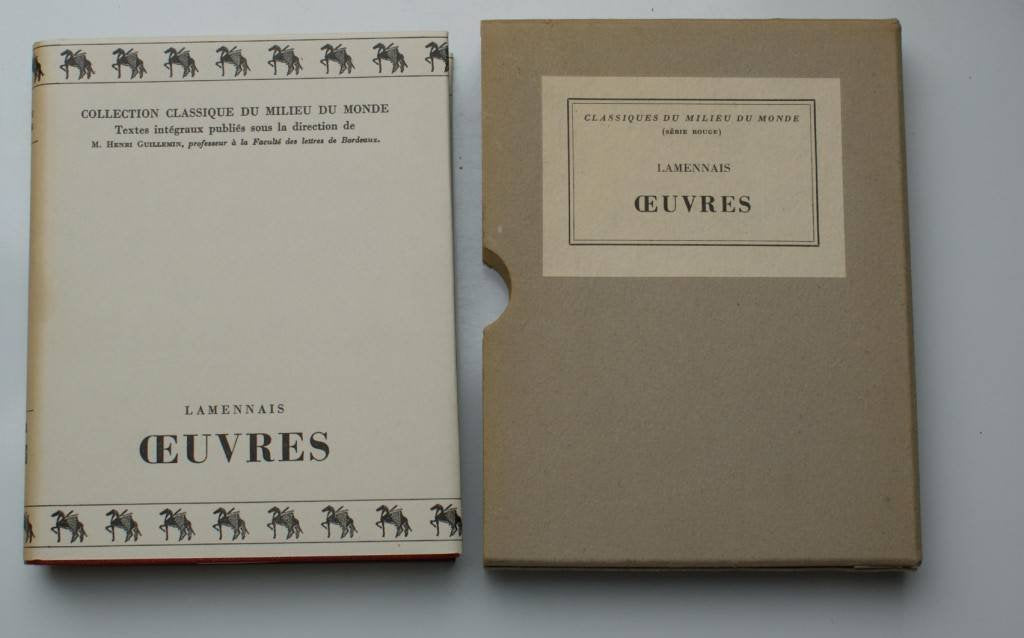 COLLECTION CLASSIQUE DU MILIEU DU MONDE
Textes intégraux publiés sous la direction de
M. HENRI GUILLEMIN, professeur à la Faculté des lettres de Bordeaux.
LAMENNAIS
ŒUVRES
CLASSIQUES DU MILIEU DU MONDE
(SÉRIE ROUGE)
LAMENNAIS
ŒUVRES